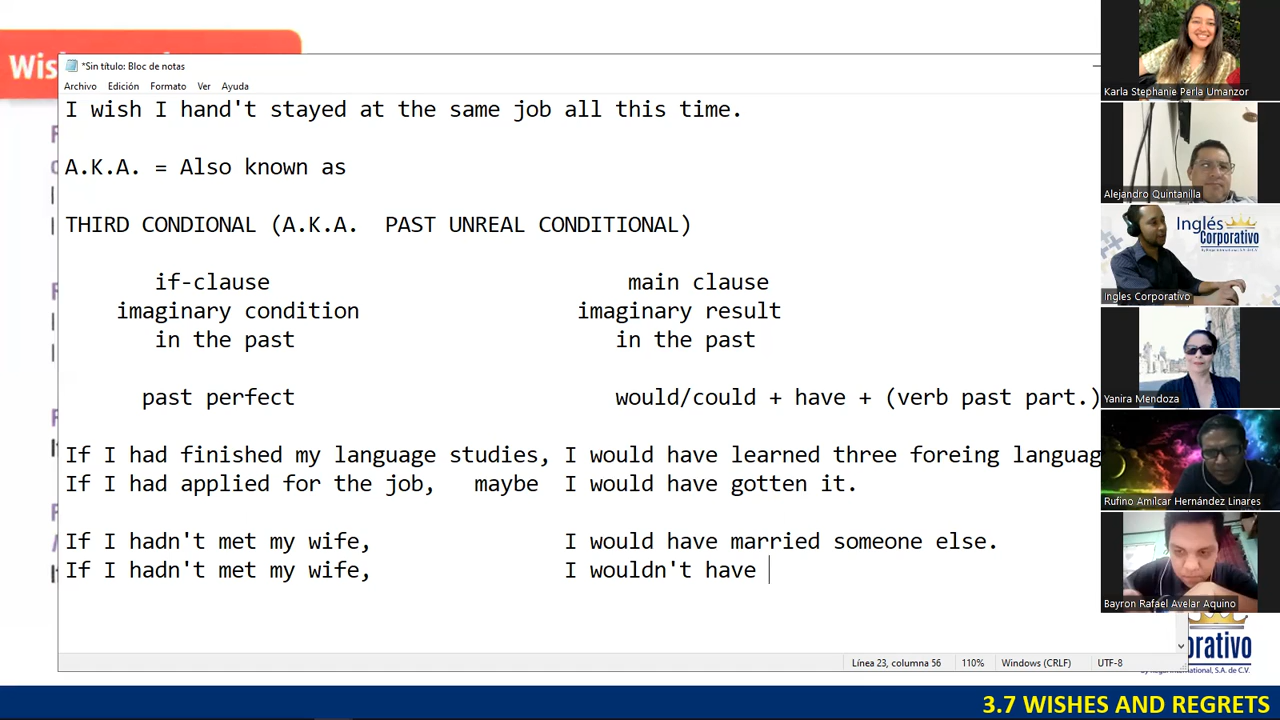 Wis
*Sin título: Bloc de notas
Archivo Edición Formato Ver Ayuda
I wish I hand't stayed at the same job all this time.
A.K.A. = Also known as
THIRD CONDIONAL (A.K.A. PAST UNREAL CONDITIONAL)
if-clause main clause
imaginary condition imaginary result
in the past in the past
past perfect would/could + have + (verb past part.)
If I had finished my language studies, I would have learned three foreing languag
If I had applied for the job, maybe I would have gotten it.
If I hadn't met my wife, I would have married someone else.
If I hadn't met my wife, I wouldn't have
Línea 23, columna 56 110% Windows (CRLF) UTF-8
Karla Stephanie Perla Umanzor
Alejandro Quintanilla
Inglés
Corporativo
Ingles Corporativo
Yanira Mendoza
Rufino Amílcar Hernández Linares
Bayron Rafael Avelar Aquino
orativo
3.7 WISHES AND REGRETS